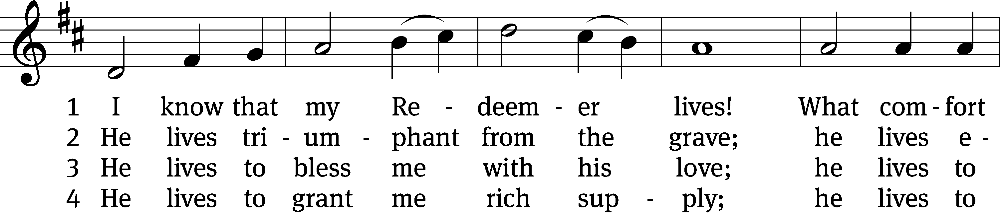 1 I know that my Re - deem - er lives! What com - fort
2 He lives tri - um - phant from the grave; he lives e -
3 He lives to bless me with his love; he lives to
4 He lives to grant me rich sup - ply; he lives to